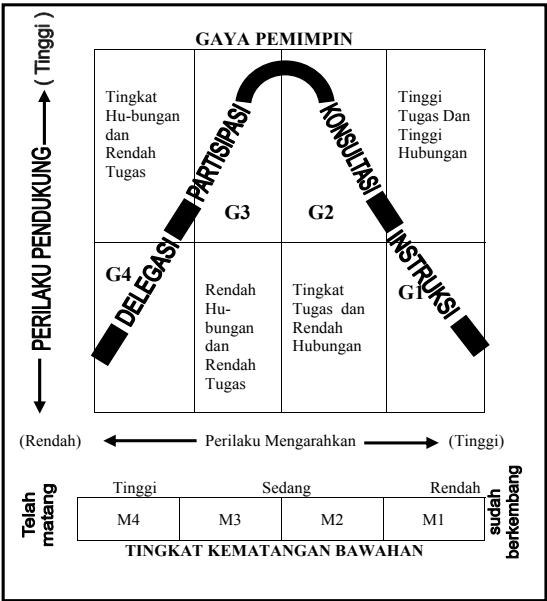 GAYA PEMIMPIN
( Tinggi )
PERILAKU PENDUKUNG
Tingkat
Hu-bungan
dan
Rendah
Tugas
Tinggi
Tugas Dan
Tinggi
Hubungan
PARTISIPASI
KONSULTASI
G3
G2
DELEGASI
INSTRUKSI
G4
G1
Rendah
Hu-
bungan
dan
Rendah
Tugas
Tingkat
Tugas dan
Rendah
Hubungan
(Rendah)
Perilaku Mengarahkan
(Tinggi)
Telah
matang
Tinggi
Sedang
Rendah
M4
M3
M2
M1
sudah
berkembang
TINGKAT KEMATANGAN BAWAHAN